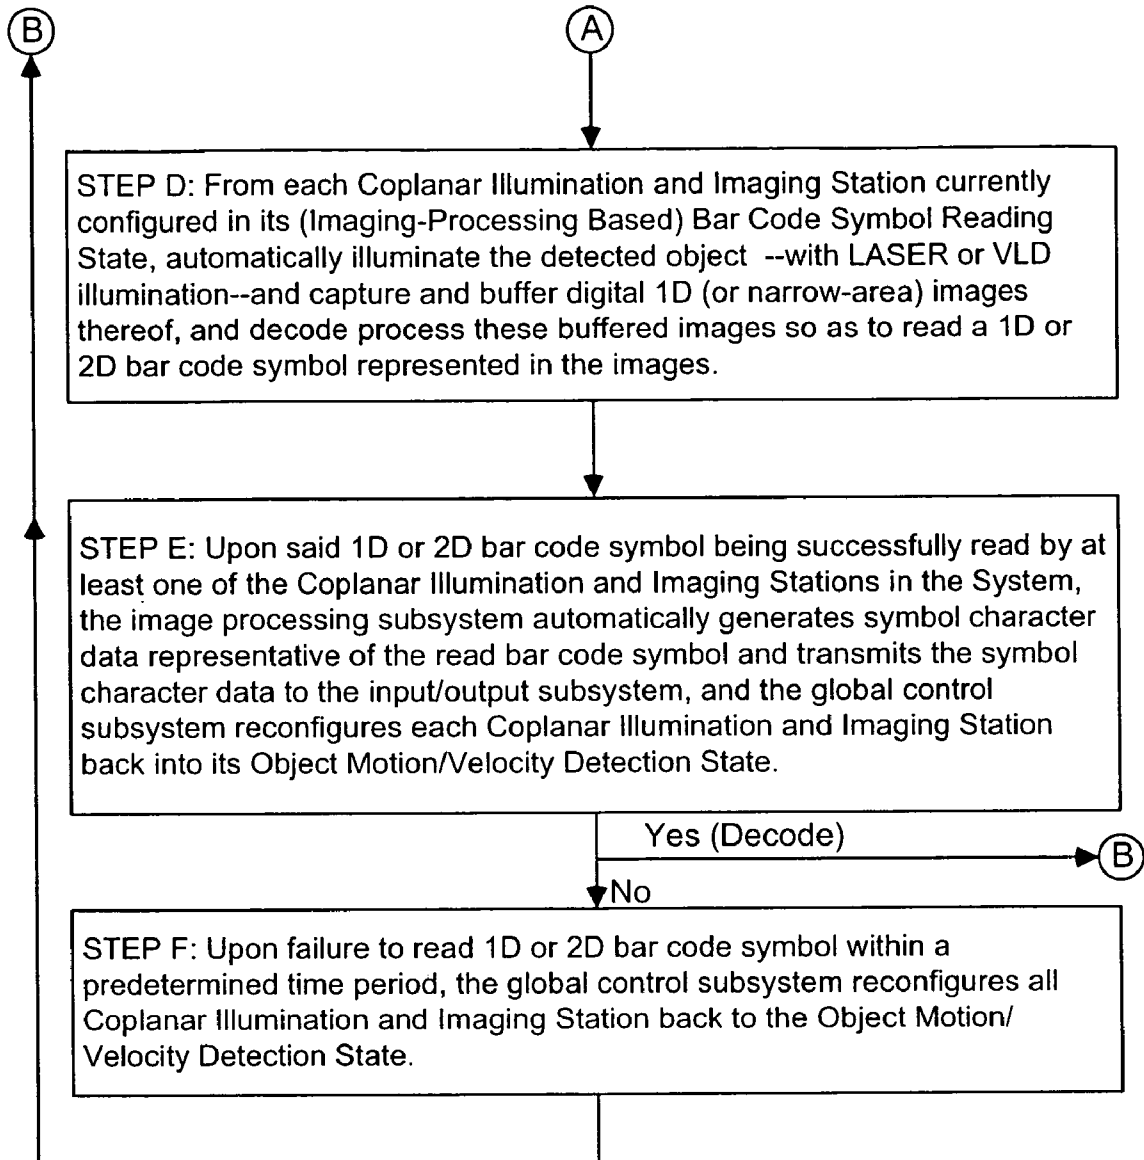 B
A
STEP D: From each Coplanar Illumination and Imaging Station currently
configured in its (Imaging-Processing Based) Bar Code Symbol Reading
State, automatically illuminate the detected object --with LASER or VLD
illumination--and capture and buffer digital 1D (or narrow-area) images
thereof, and decode process these buffered images so as to read a 1D or
2D bar code symbol represented in the images.
STEP E: Upon said 1D or 2D bar code symbol being successfully read by at
least one of the Coplanar Illumination and Imaging Stations in the System,
the image processing subsystem automatically generates symbol character
data representative of the read bar code symbol and transmits the symbol
character data to the input/output subsystem, and the global control
subsystem reconfigures each Coplanar Illumination and Imaging Station
back into its Object Motion/Velocity Detection State.
Yes (Decode)
B
No
STEP F: Upon failure to read 1D or 2D bar code symbol within a
predetermined time period, the global control subsystem reconfigures all
Coplanar Illumination and Imaging Station back to the Object Motion/
Velocity Detection State.